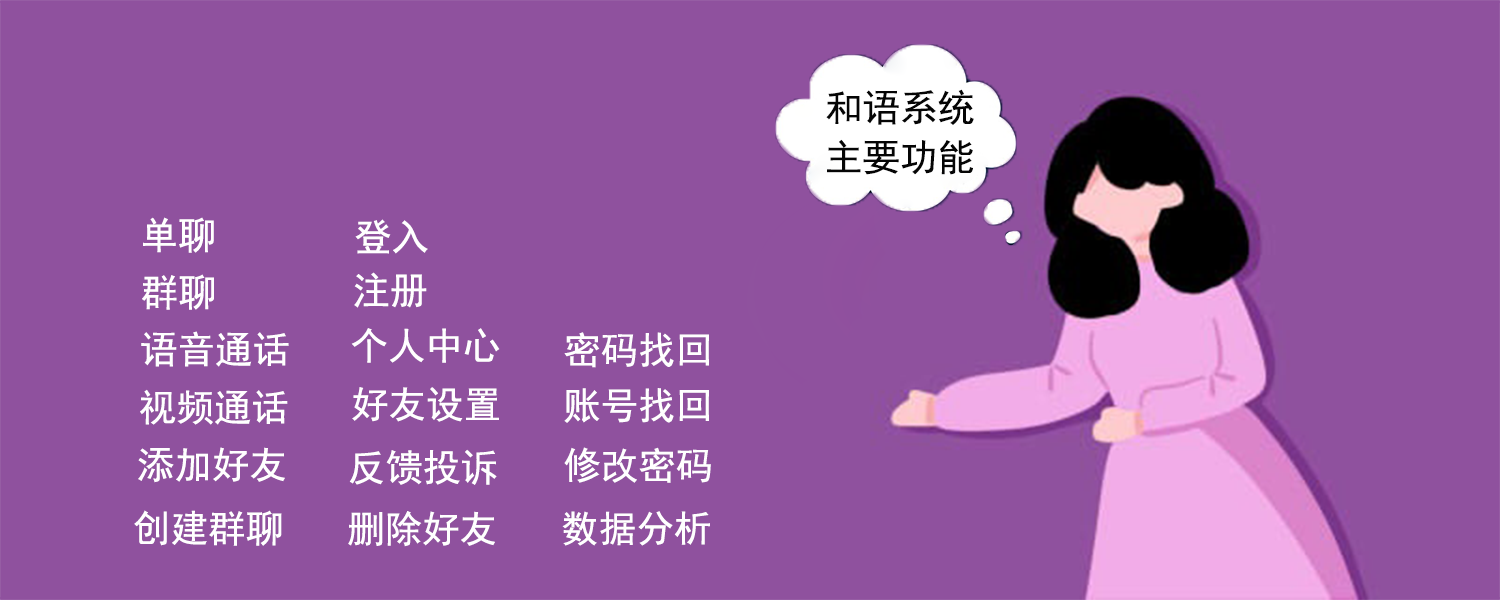 和语系统
主要功能
单聊
登入
群聊
注册
语音通话
个人中心
密码找回
视频通话
好友设置
账号找回
添加好友
反馈投诉
修改密码
创建群聊
删除好友
数据分析